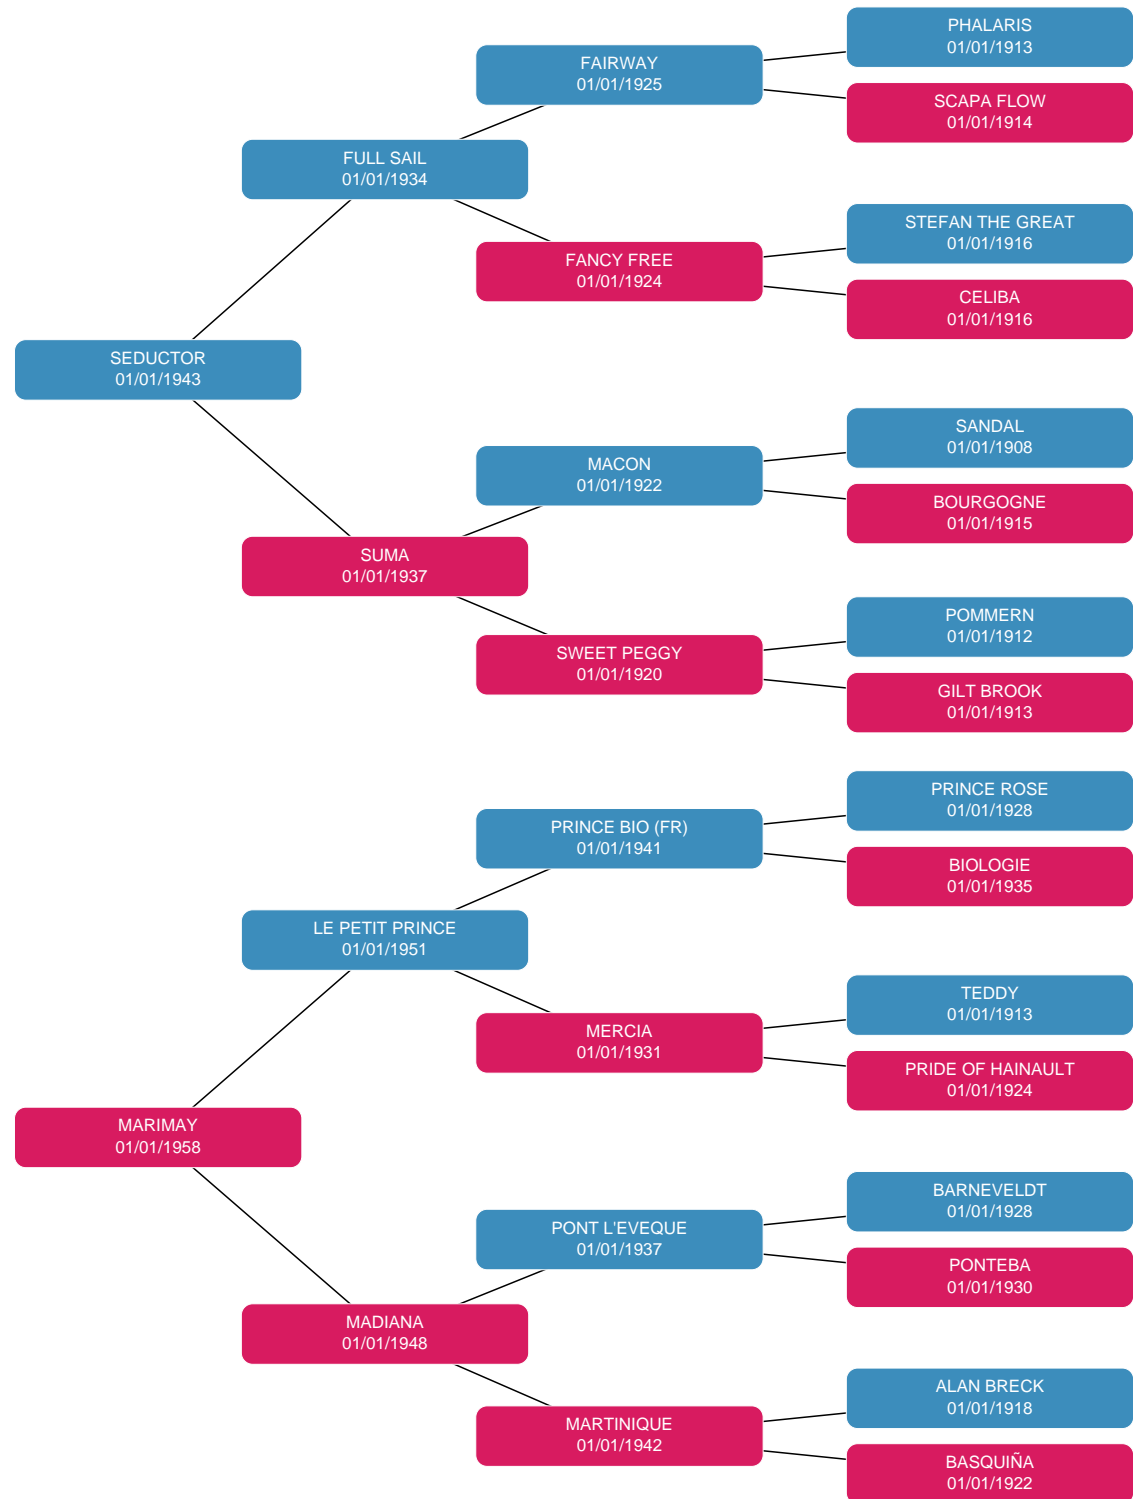 PHALARIS
01/01/1913
FAIRWAY
01/01/1925
SCAPA FLOW
01/01/1914
FULL SAIL
01/01/1934
STEFAN THE GREAT
01/01/1916
FANCY FREE
01/01/1924
CELIBA
01/01/1916
SEDUCTOR
01/01/1943
SANDAL
01/01/1908
MACON
01/01/1922
BOURGOGNE
01/01/1915
SUMA
01/01/1937
POMMERN
01/01/1912
SWEET PEGGY
01/01/1920
GILT BROOK
01/01/1913
PRINCE ROSE
01/01/1928
PRINCE BIO (FR)
01/01/1941
BIOLOGIE
01/01/1935
LE PETIT PRINCE
01/01/1951
TEDDY
01/01/1913
MERCIA
01/01/1931
PRIDE OF HAINAULT
01/01/1924
MARIMAY
01/01/1958
BARNEVELDT
01/01/1928
PONT L'EVEQUE
01/01/1937
PONTEBA
01/01/1930
MADIANA
01/01/1948
ALAN BRECK
01/01/1918
MARTINIQUE
01/01/1942
BASQUIÑA
01/01/1922